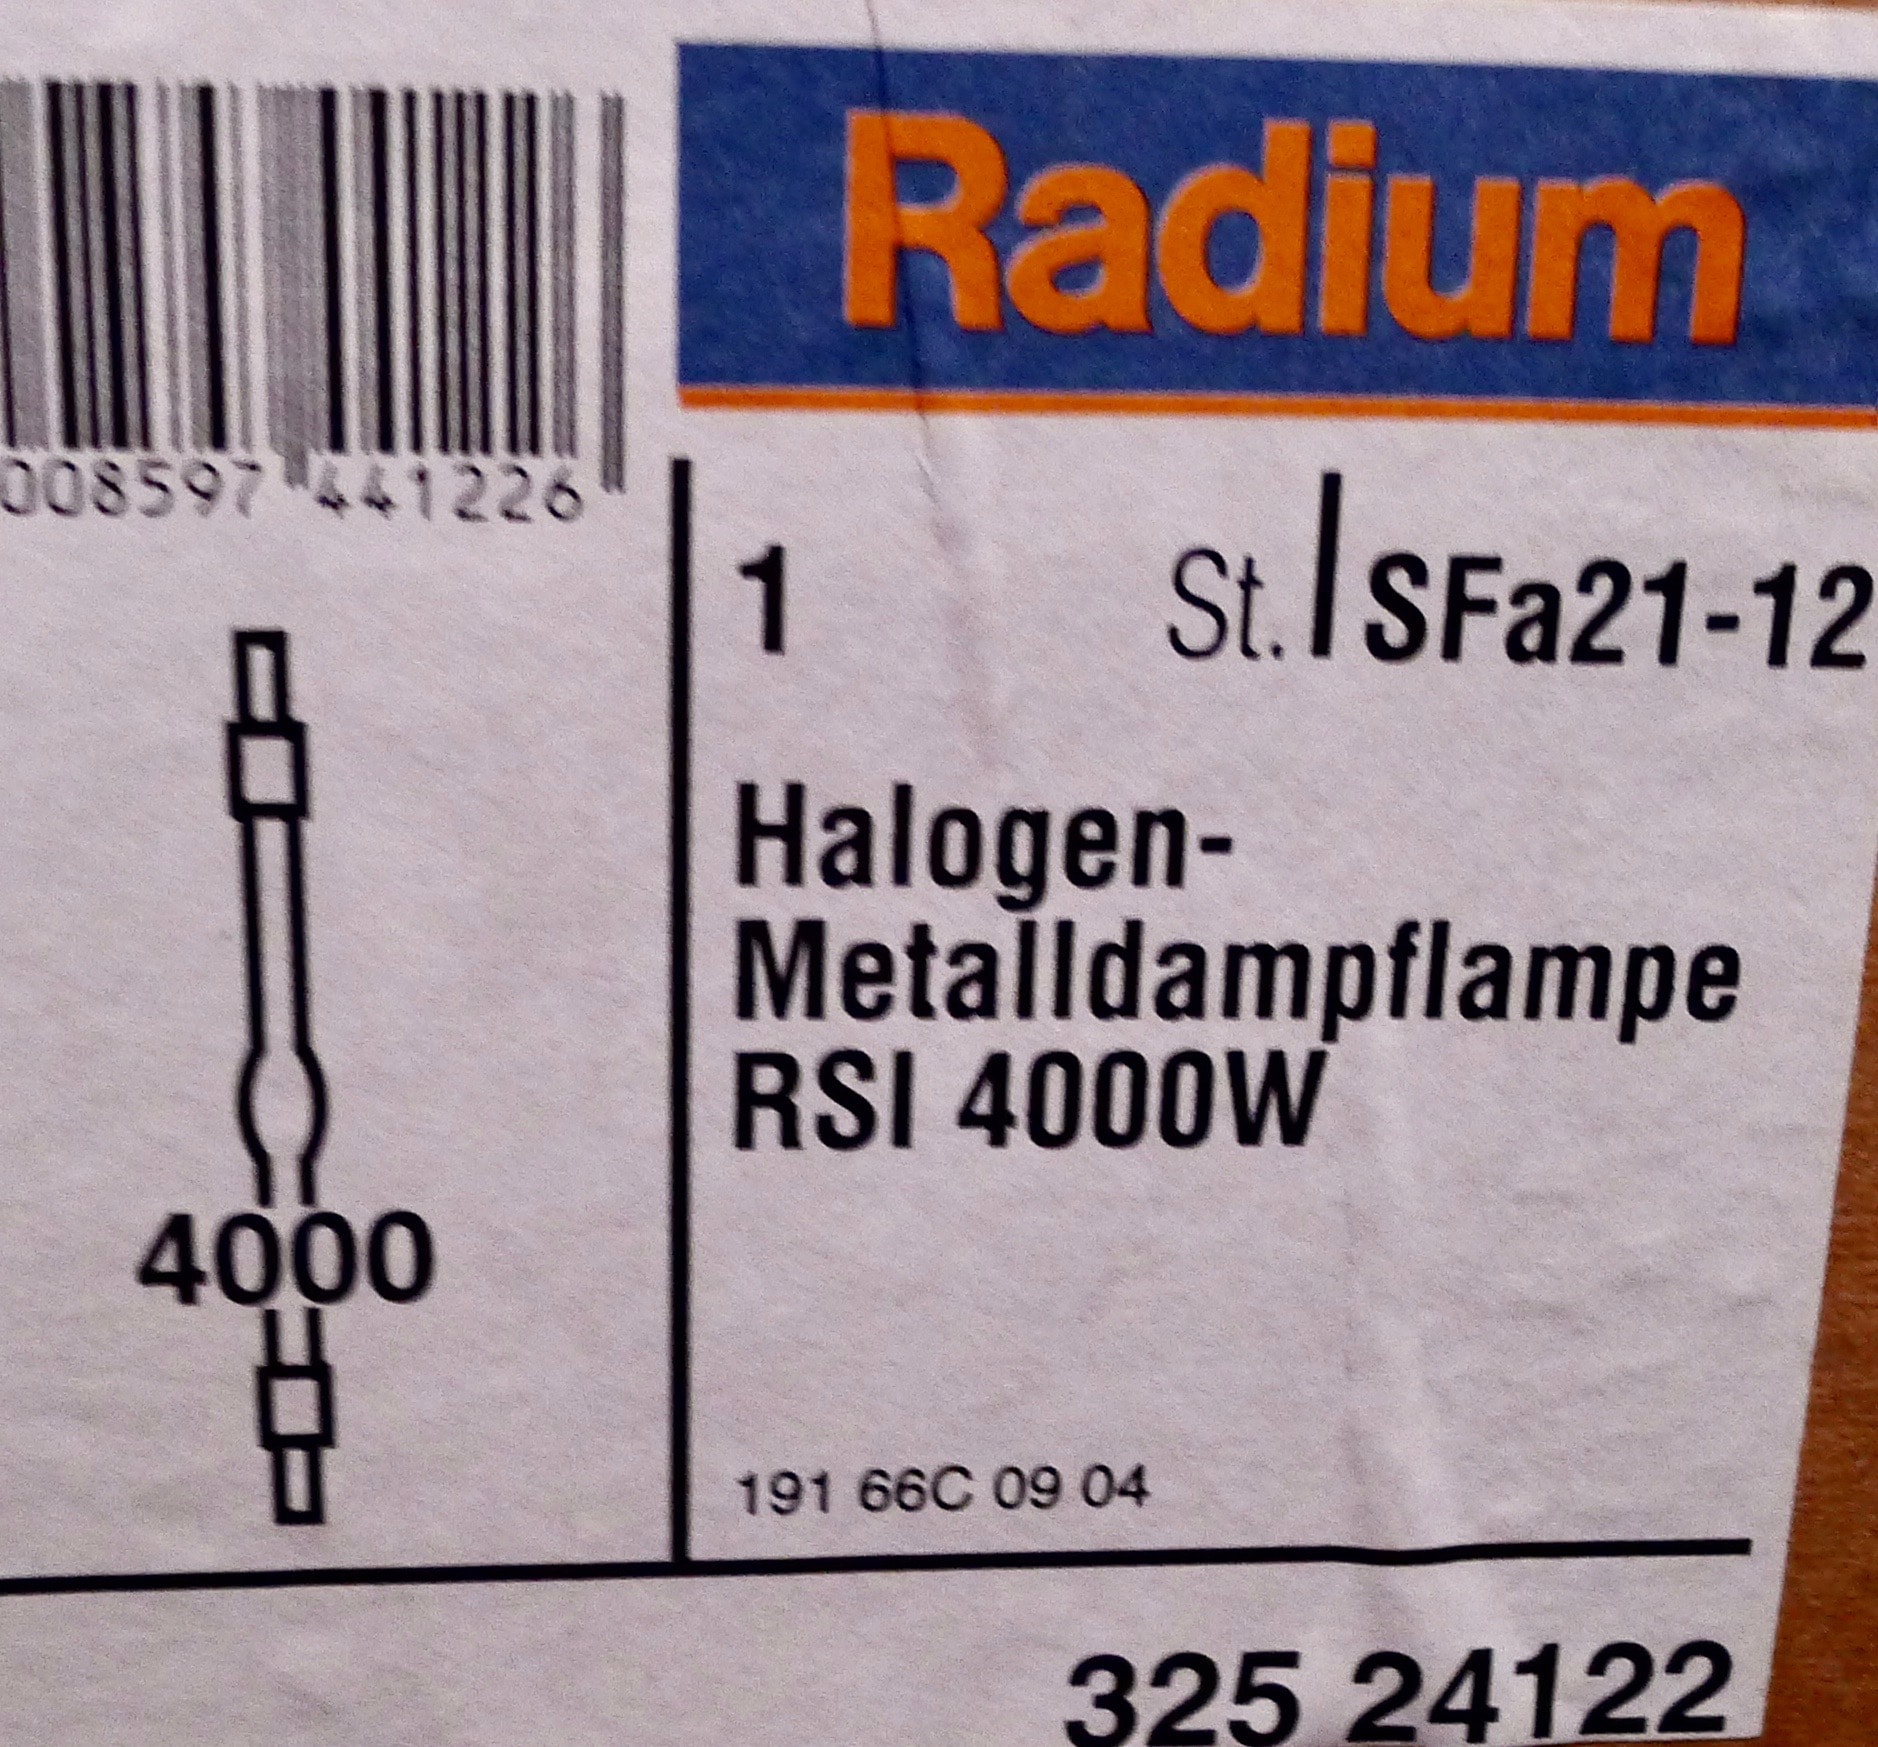 Radium
008597 441226
1 St. SFa21-12
Halogen-
Metalldampflampe
RSI 4000W
4000
191 66C 09 04
325 24122